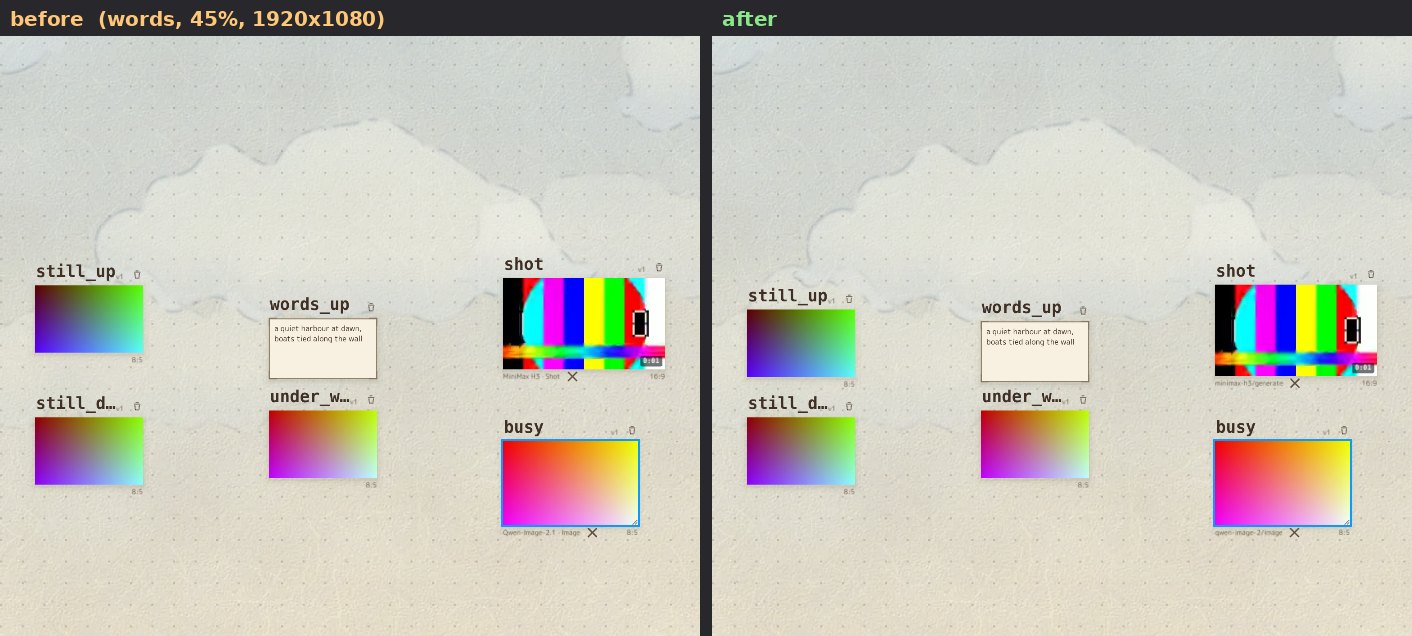 before (words, 45%, 1920x1080)
after
still_up
v1
8:5
words_up
a quiet harbour at dawn,
boats tied along the wall
shot
v1
0:01
MiniMax H3 · Shot
16:9
still_d…
v1
8:5
under_w…
v1
8:5
busy
v1
Qwen-Image-2.1 · Image
8:5
still_up
v1
8:5
words_up
a quiet harbour at dawn,
boats tied along the wall
shot
v1
0:01
minimax-h3/generate
16:9
still_d…
v1
8:5
under_w…
v1
8:5
busy
v1
qwen-image-2/image
8:5